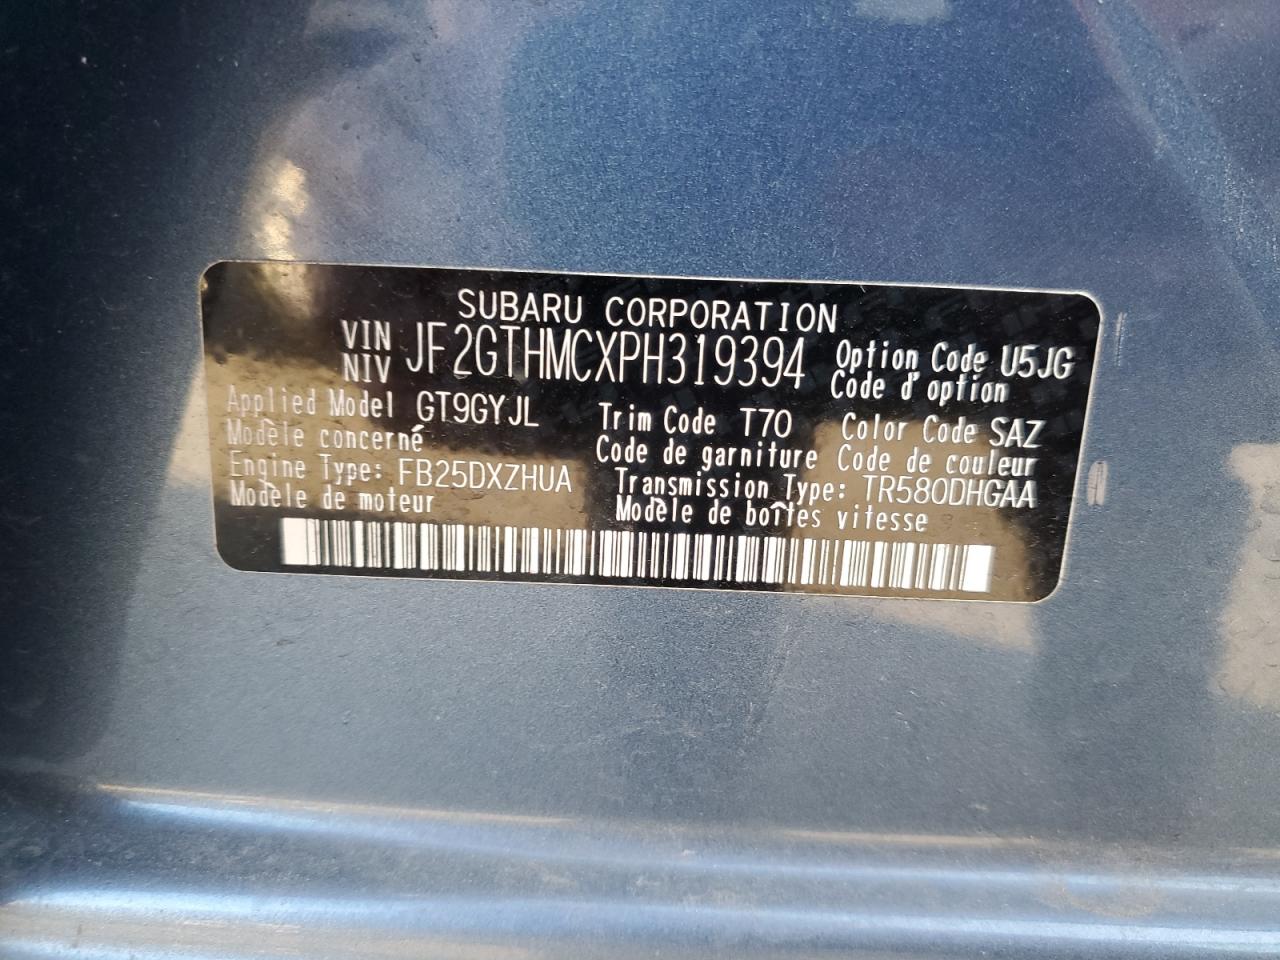 SUBARU CORPORATION
VIN NIV JF2GTHMCXPH319394 Option Code U5JG
Code d'option
Applied Model GT9GYJL Trim Code T70 Color Code SAZ
Modèle concerné Code de garniture Code de couleur
Engine Type: FB25DXZHUA Transmission Type: TR580DHGAA
Modèle de moteur Modèle de boîtes vitesse